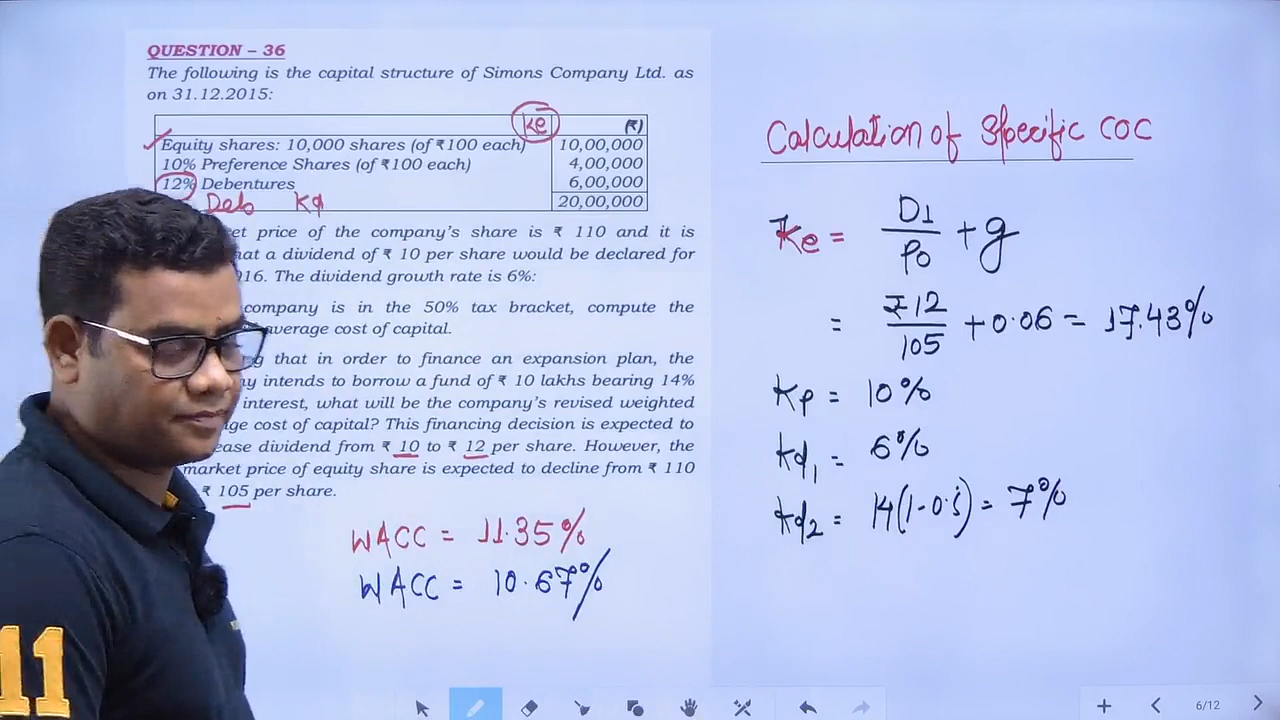 QUESTION – 36
The following is the capital structure of Simons Company Ltd. as
on 31.12.2015:
Ke (₹)
Equity shares: 10,000 shares (of ₹100 each) 10,00,000
10% Preference Shares (of ₹100 each) 4,00,000
12% Debentures 6,00,000
Deb Kd 20,00,000
price of the company's share is ₹ 110 and it is
a dividend of ₹ 10 per share would be declared for
The dividend growth rate is 6%:
company is in the 50% tax bracket, compute the
average cost of capital.
that in order to finance an expansion plan, the
intends to borrow a fund of ₹ 10 lakhs bearing 14%
interest, what will be the company's revised weighted
cost of capital? This financing decision is expected to
dividend from ₹ 10 to ₹ 12 per share. However, the
market price of equity share is expected to decline from ₹ 110
₹ 105 per share.
WACC = 11.35%
WACC = 10.67%
Calculation of Specific COC
Ke = D1/P0 + g
= ₹12/105 + 0.06 = 17.43%
Kp = 10%
Kd1 = 6%
Kd2 = 14(1-0.5) = 7%
11
6/12